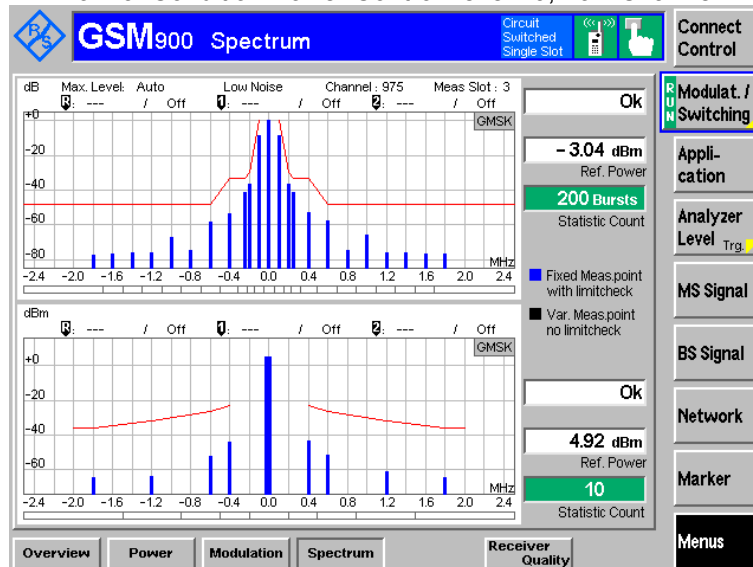 R/S
GSM900 Spectrum
Circuit
Switched
Single Slot
Connect
Control
dB Max. Level: Auto Low Noise Channel : 975 Meas Slot : 3
R: --- / Off 1: --- / Off 2: --- / Off
GMSK
+0
-20
-40
-60
-80
MHz
-2.4 -2.0 -1.6 -1.2 -0.8 -0.4 0.0 0.4 0.8 1.2 1.6 2.0 2.4
Ok
- 3.04 dBm
Ref. Power
200 Bursts
Statistic Count
Fixed Meas.point
with limitcheck
Var. Meas.point
no limitcheck
dBm
R: --- / Off 1: --- / Off 2: --- / Off
GMSK
+0
-20
-40
-60
MHz
-2.4 -2.0 -1.6 -1.2 -0.8 -0.4 0.0 0.4 0.8 1.2 1.6 2.0 2.4
Ok
4.92 dBm
Ref. Power
10
Statistic Count
RUN
Modulat. /
Switching
Appli-
cation
Analyzer
Level Trg.
MS Signal
BS Signal
Network
Marker
Menus
Overview Power Modulation Spectrum Receiver
Quality